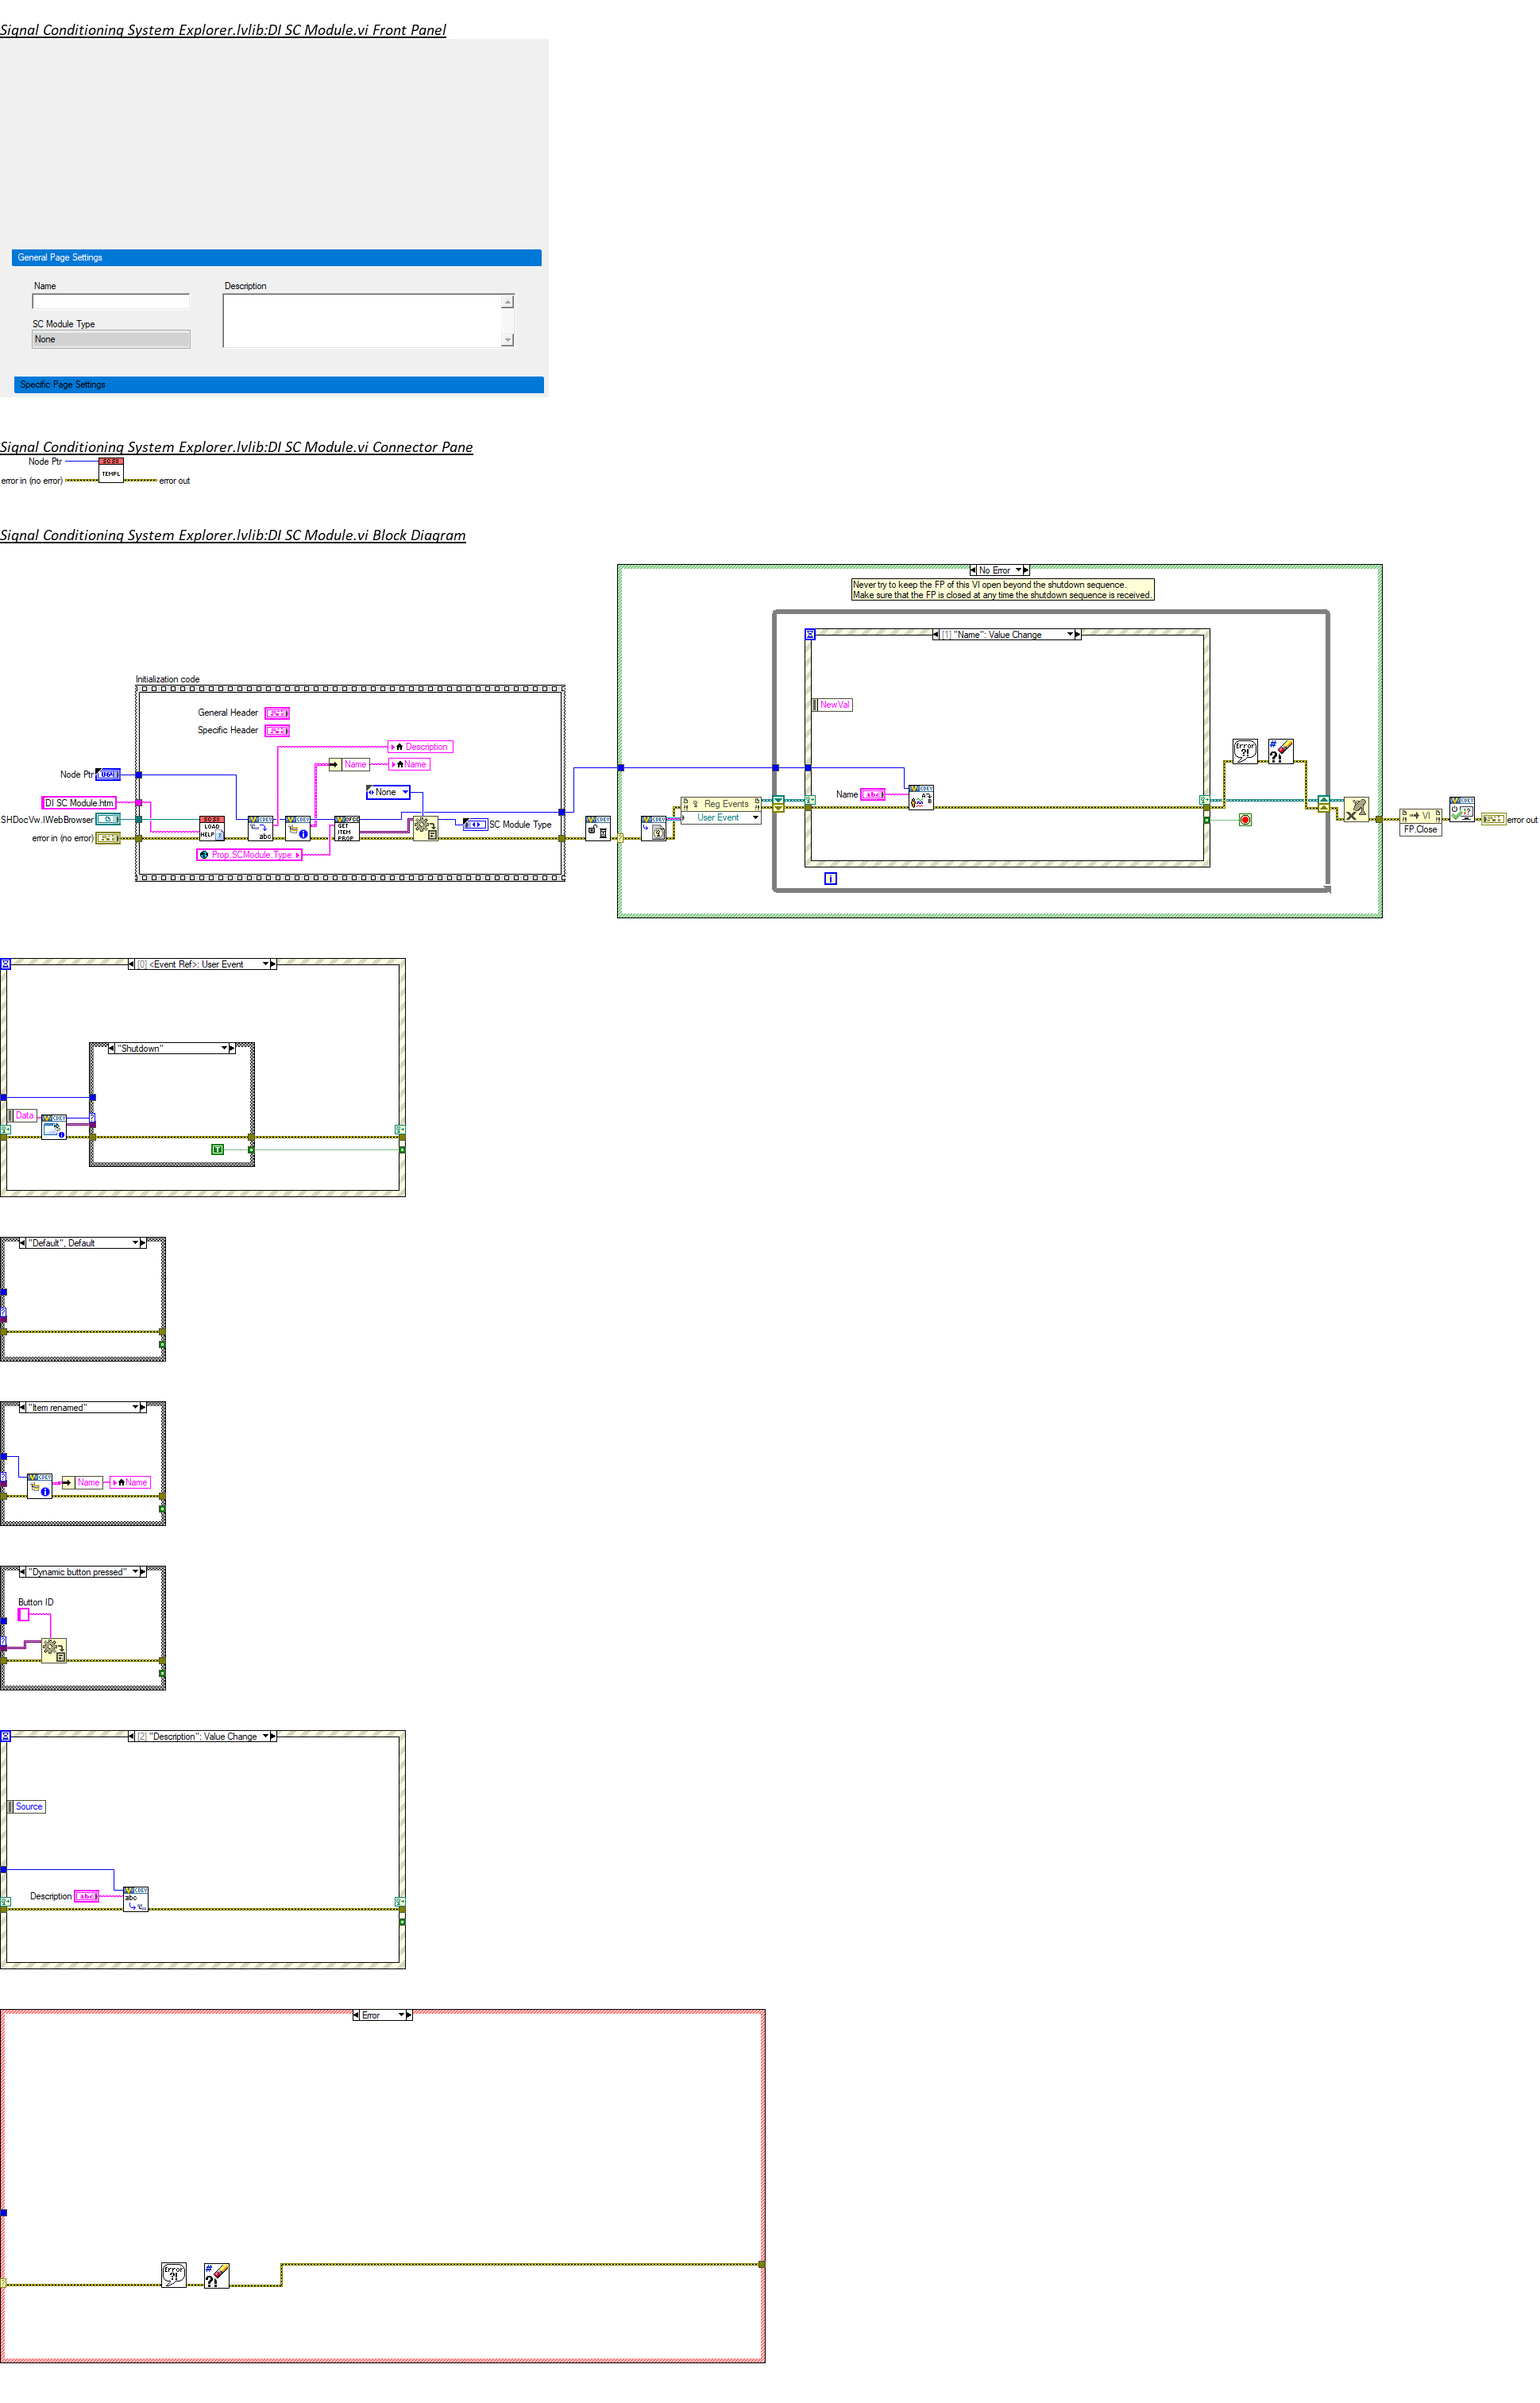 Signal Conditioning System Explorer.lvlib:DI SC Module.vi Front Panel
General Page Settings
Name
Description
SC Module Type
None
Specific Page Settings
Signal Conditioning System Explorer.lvlib:DI SC Module.vi Connector Pane
Node Ptr
TEMPL
error in (no error)
error out
Signal Conditioning System Explorer.lvlib:DI SC Module.vi Block Diagram
No Error
Never try to keep the FP of this VI open beyond the shutdown sequence.
Make sure that the FP is closed at any time the shutdown sequence is received.
[1] "Name": Value Change
Initialization code
NewVal
General Header
Specific Header
Description
Name
Name
Node Ptr
None
DI SC Module.htm
Name
Reg Events
User Event
SHDocVw.IWebBrowser
LOAD
HELP
abc
GET
ITEM
PROP
SC Module Type
error in (no error)
Prop.SCModule.Type
Error
?!
#
?!
VI
FP.Close
error out
i
[0] <Event Ref>: User Event
"Shutdown"
Data
T
"Default", Default
"Item renamed"
Name
Name
"Dynamic button pressed"
Button ID
[2] "Description": Value Change
Source
Description
abc
abc
Error
Error
?!
#
?!